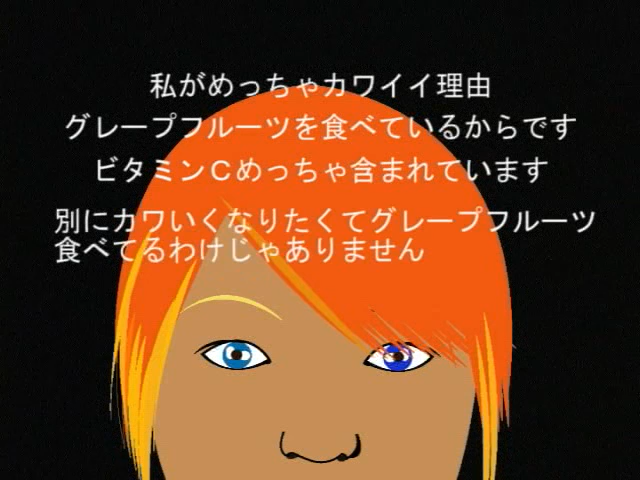 私がめっちゃカワイイ理由
グレープフルーツを食べているからです
ビタミンＣめっちゃ含まれています
別にカワいくなりたくてグレープフルーツ
食べてるわけじゃありません